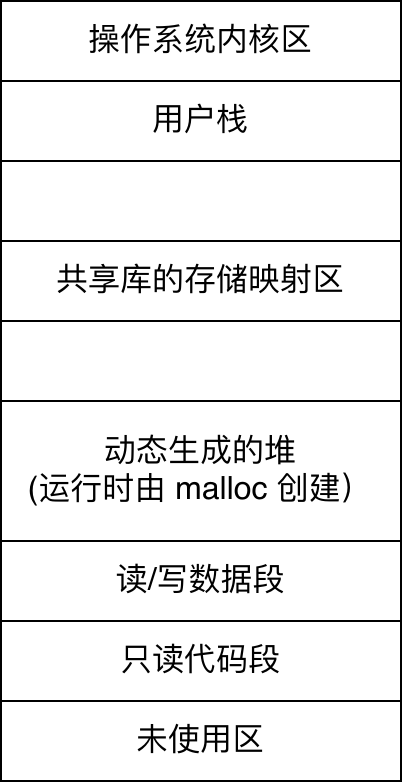 操作系统内核区
用户栈
共享库的存储映射区
动态生成的堆
(运行时由 malloc 创建）
读/写数据段
只读代码段
未使用区